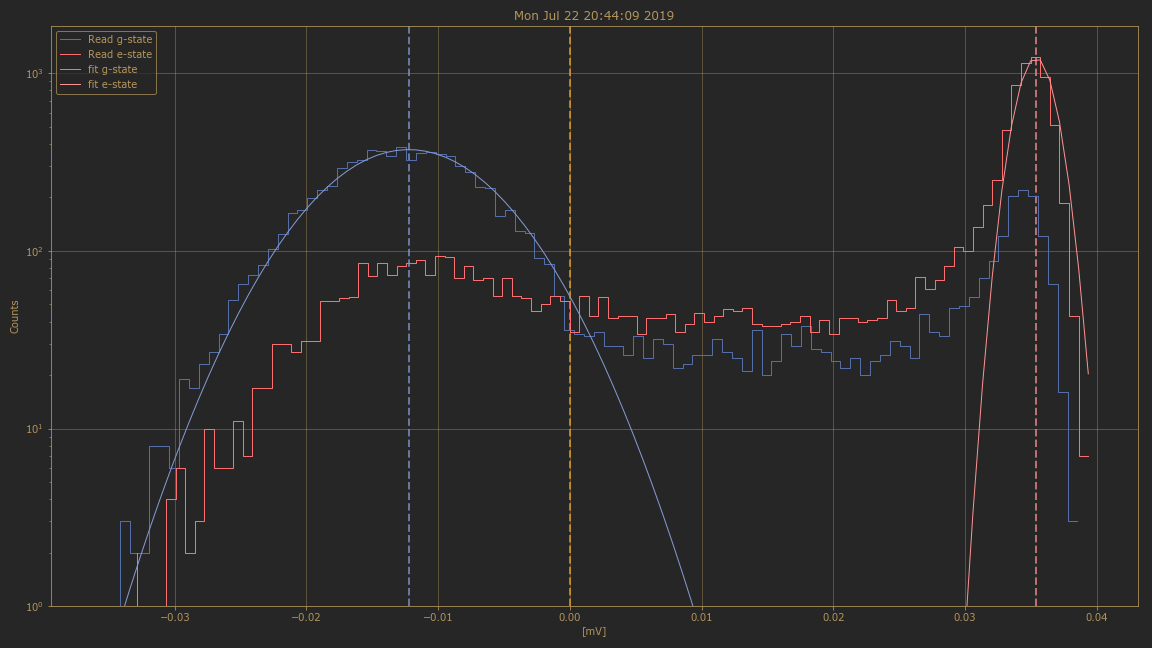 Mon Jul 22 20:44:09 2019
Read g-state
Read e-state
fit g-state
fit e-state
Counts
10³
10²
10¹
10⁰
−0.03 −0.02 −0.01 0.00 0.01 0.02 0.03 0.04
[mV]